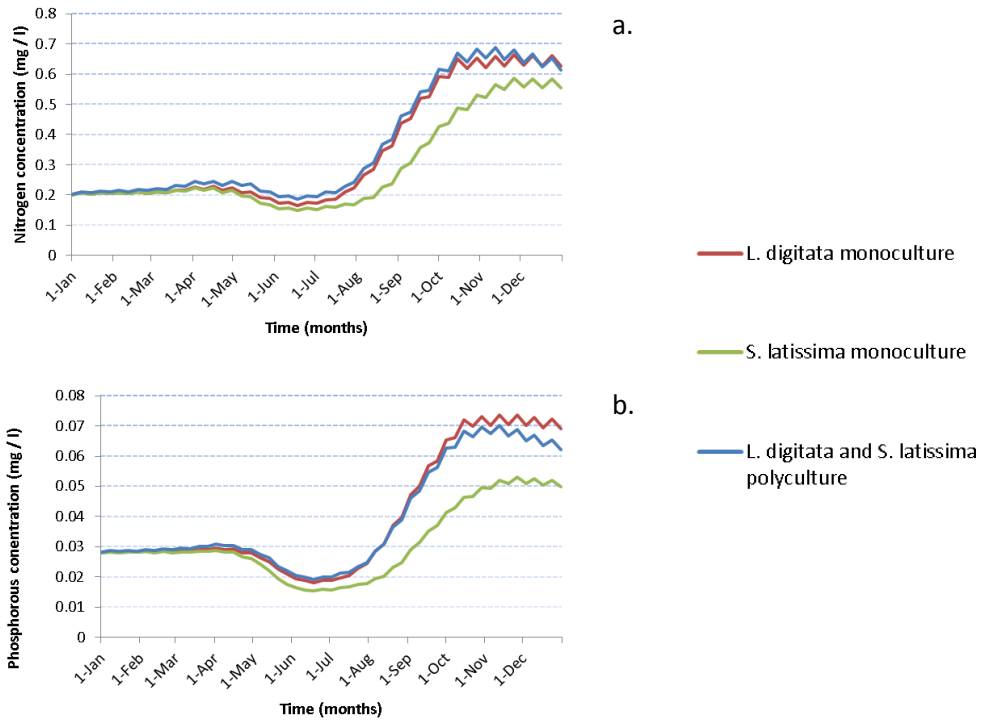 a.
Nitrogen concentration (mg / l)
0.8
0.7
0.6
0.5
0.4
0.3
0.2
0.1
0
1-Jan
1-Feb
1-Mar
1-Apr
1-May
1-Jun
1-Jul
1-Aug
1-Sep
1-Oct
1-Nov
1-Dec
Time (months)
L. digitata monoculture
S. latissima monoculture
L. digitata and S. latissima
polyculture
b.
Phosphorous conentration (mg / l)
0.08
0.07
0.06
0.05
0.04
0.03
0.02
0.01
0
1-Jan
1-Feb
1-Mar
1-Apr
1-May
1-Jun
1-Jul
1-Aug
1-Sep
1-Oct
1-Nov
1-Dec
Time (months)